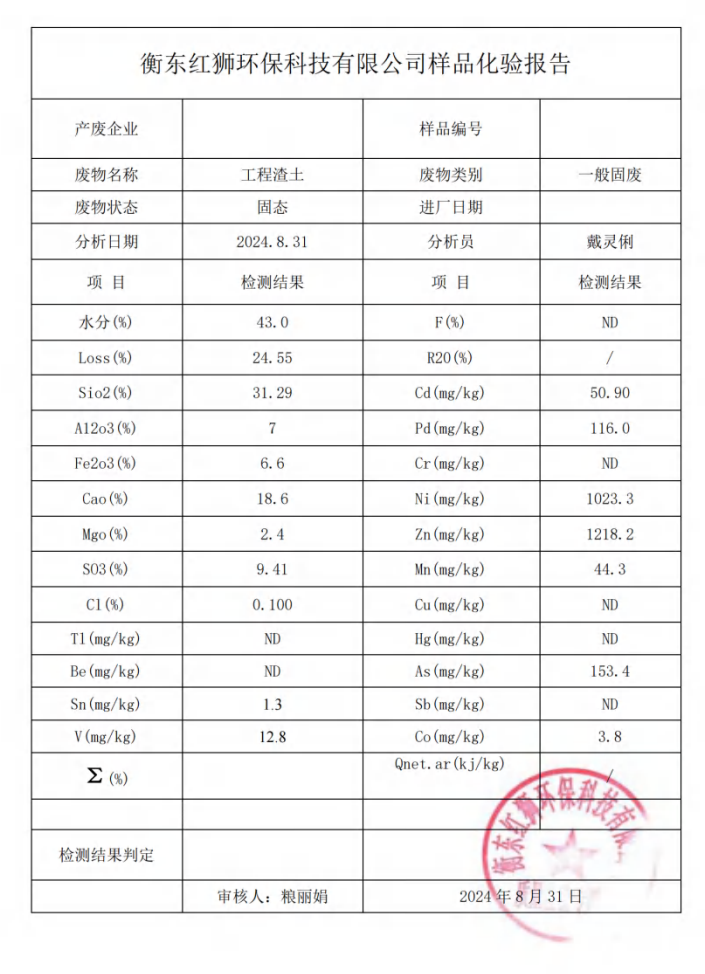 衡东红狮环保科技有限公司样品化验报告
产废企业 样品编号
废物名称 工程渣土 废物类别 一般固废
废物状态 固态 进厂日期
分析日期 2024.8.31 分析员 戴灵俐
项 目 检测结果 项 目 检测结果
水分(%) 43.0 F(%) ND
Loss(%) 24.55 R2O(%) /
Sio2(%) 31.29 Cd(mg/kg) 50.90
Al2o3(%) 7 Pd(mg/kg) 116.0
Fe2o3(%) 6.6 Cr(mg/kg) ND
Cao(%) 18.6 Ni(mg/kg) 1023.3
Mgo(%) 2.4 Zn(mg/kg) 1218.2
SO3(%) 9.41 Mn(mg/kg) 44.3
Cl(%) 0.100 Cu(mg/kg) ND
Tl(mg/kg) ND Hg(mg/kg) ND
Be(mg/kg) ND As(mg/kg) 153.4
Sn(mg/kg) 1.3 Sb(mg/kg) ND
V(mg/kg) 12.8 Co(mg/kg) 3.8
Σ(%) Qnet.ar(kj/kg) /
检测结果判定
审核人：粮丽娟 2024年8月31日
衡东红狮环保科技有限